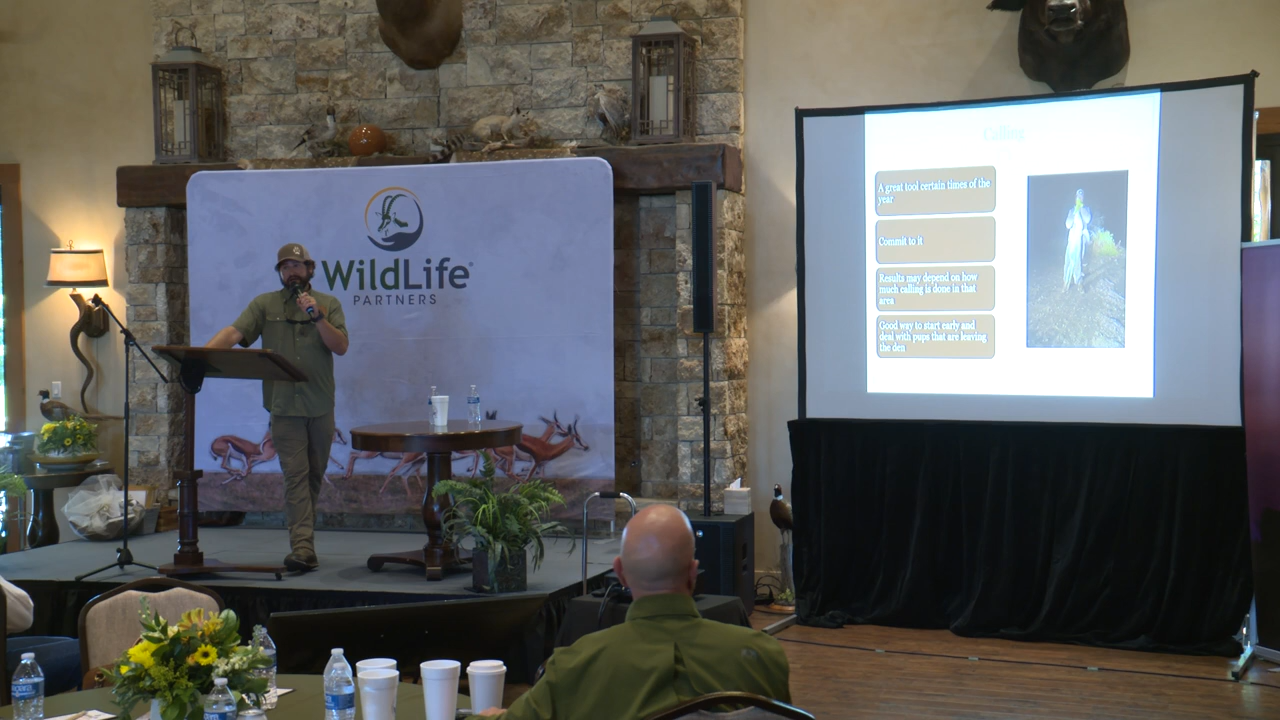 WildLife®
PARTNERS
Calling
A great tool certain times of the
year
Commit to it
Results may depend on how
much calling is done in that
area
Good way to start early and
deal with pups that are leaving
the den